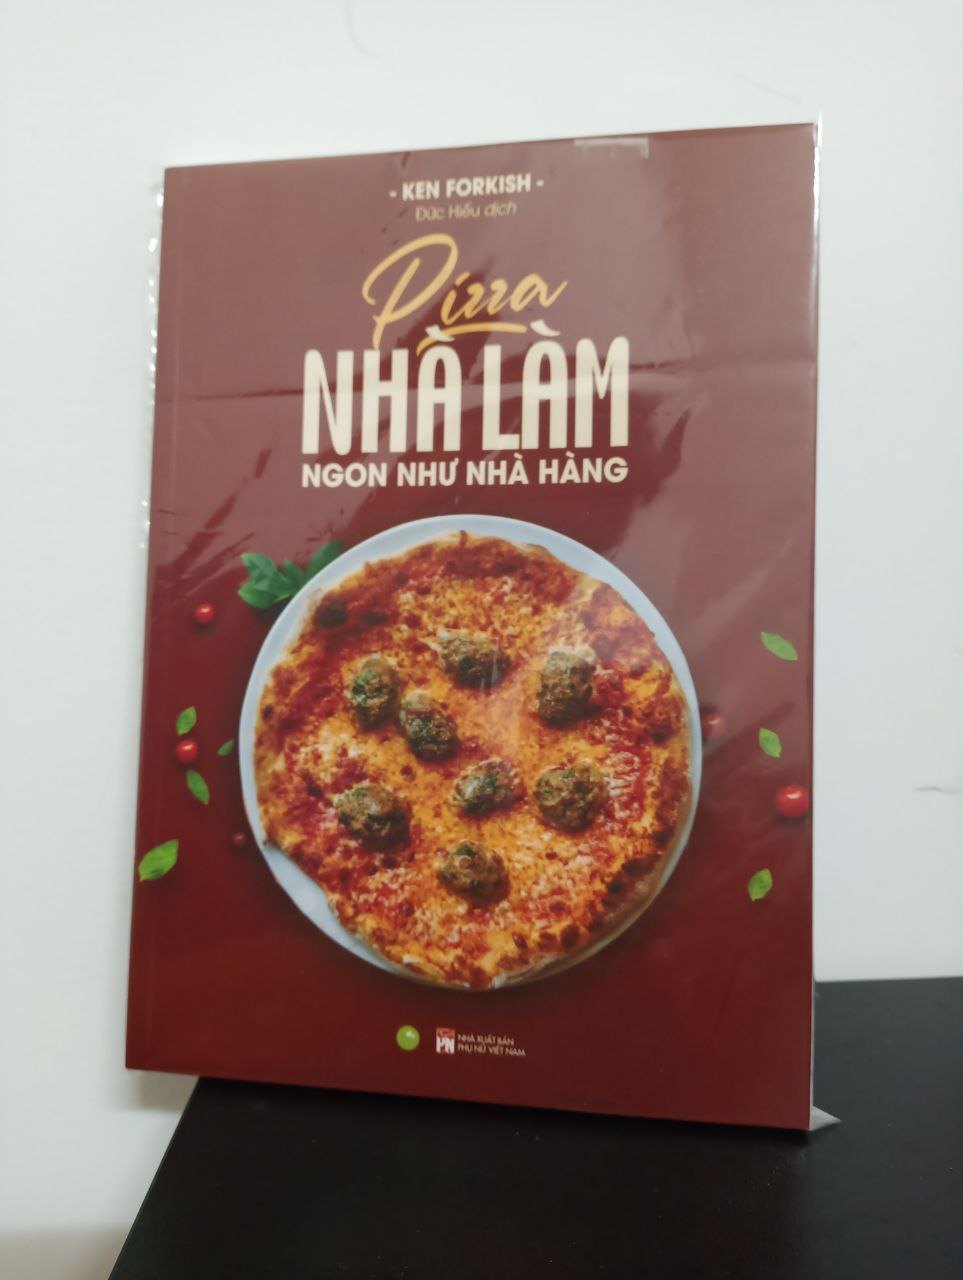 - KEN FORKISH -
Đức Hiếu dịch
Pizza
NHÀ LÀM
NGON NHƯ NHÀ HÀNG
PN
NHÀ XUẤT BẢN
PHỤ NỮ VIỆT NAM